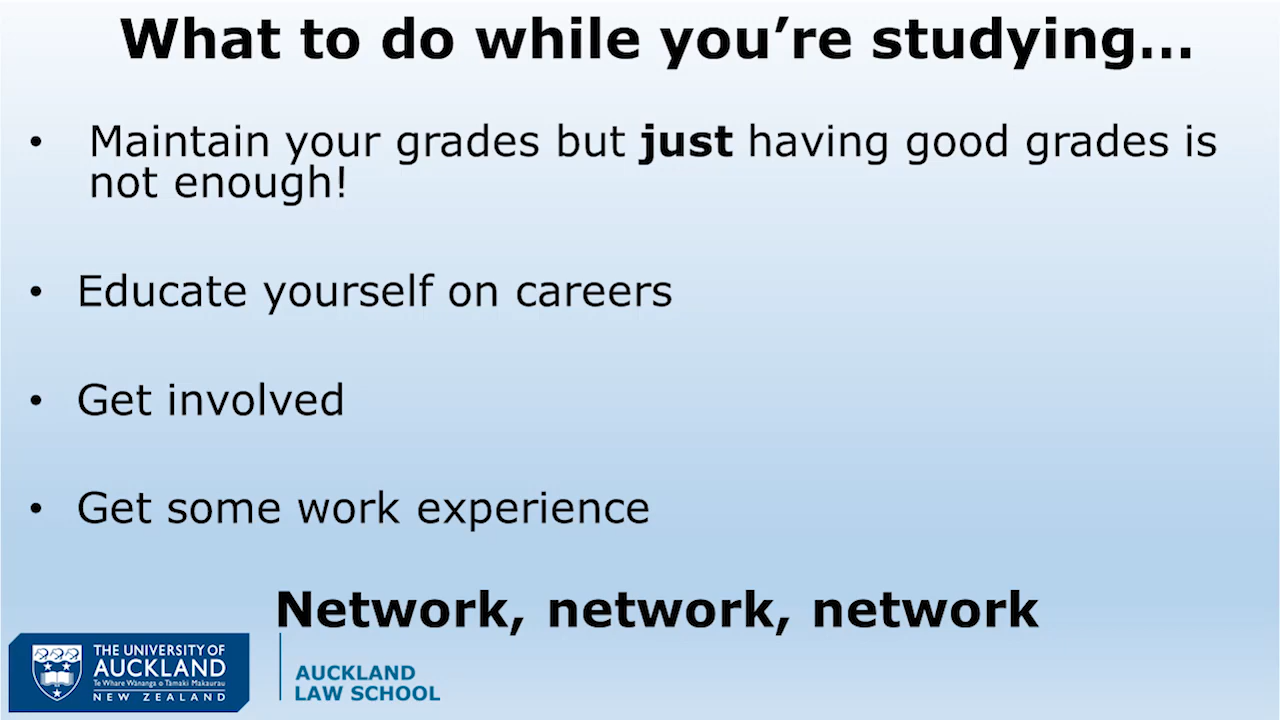 What to do while you’re studying...
• Maintain your grades but just having good grades is
not enough!
• Educate yourself on careers
• Get involved
• Get some work experience
Network, network, network
THE UNIVERSITY OF
AUCKLAND
Te Whare Wānanga o Tāmaki Makaurau
NEW ZEALAND
AUCKLAND
LAW SCHOOL